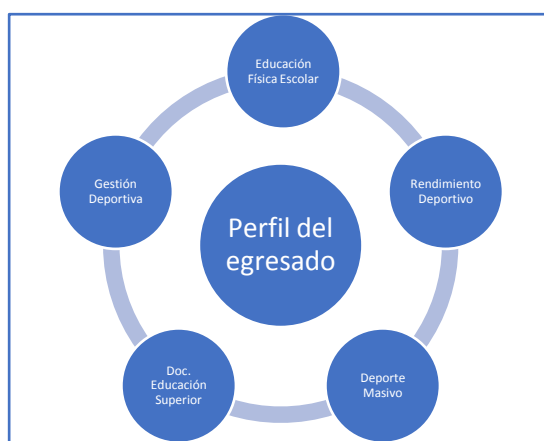 Educación
Física Escolar
Gestión
Deportiva
Rendimiento
Deportivo
Perfil del
egresado
Doc.
Educación
Superior
Deporte
Masivo